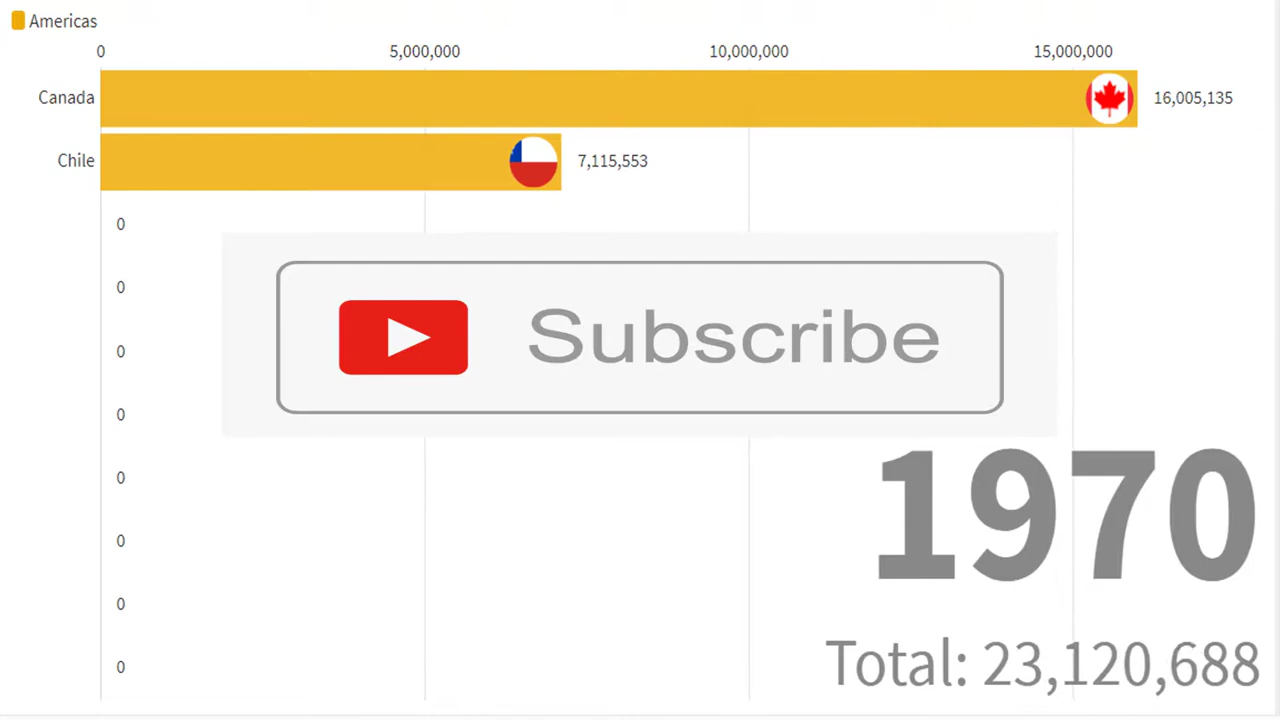 Americas
0 5,000,000 10,000,000 15,000,000
Canada 16,005,135
Chile 7,115,553
0
0
Subscribe
0
0
0
0
0
0
1970
Total: 23,120,688